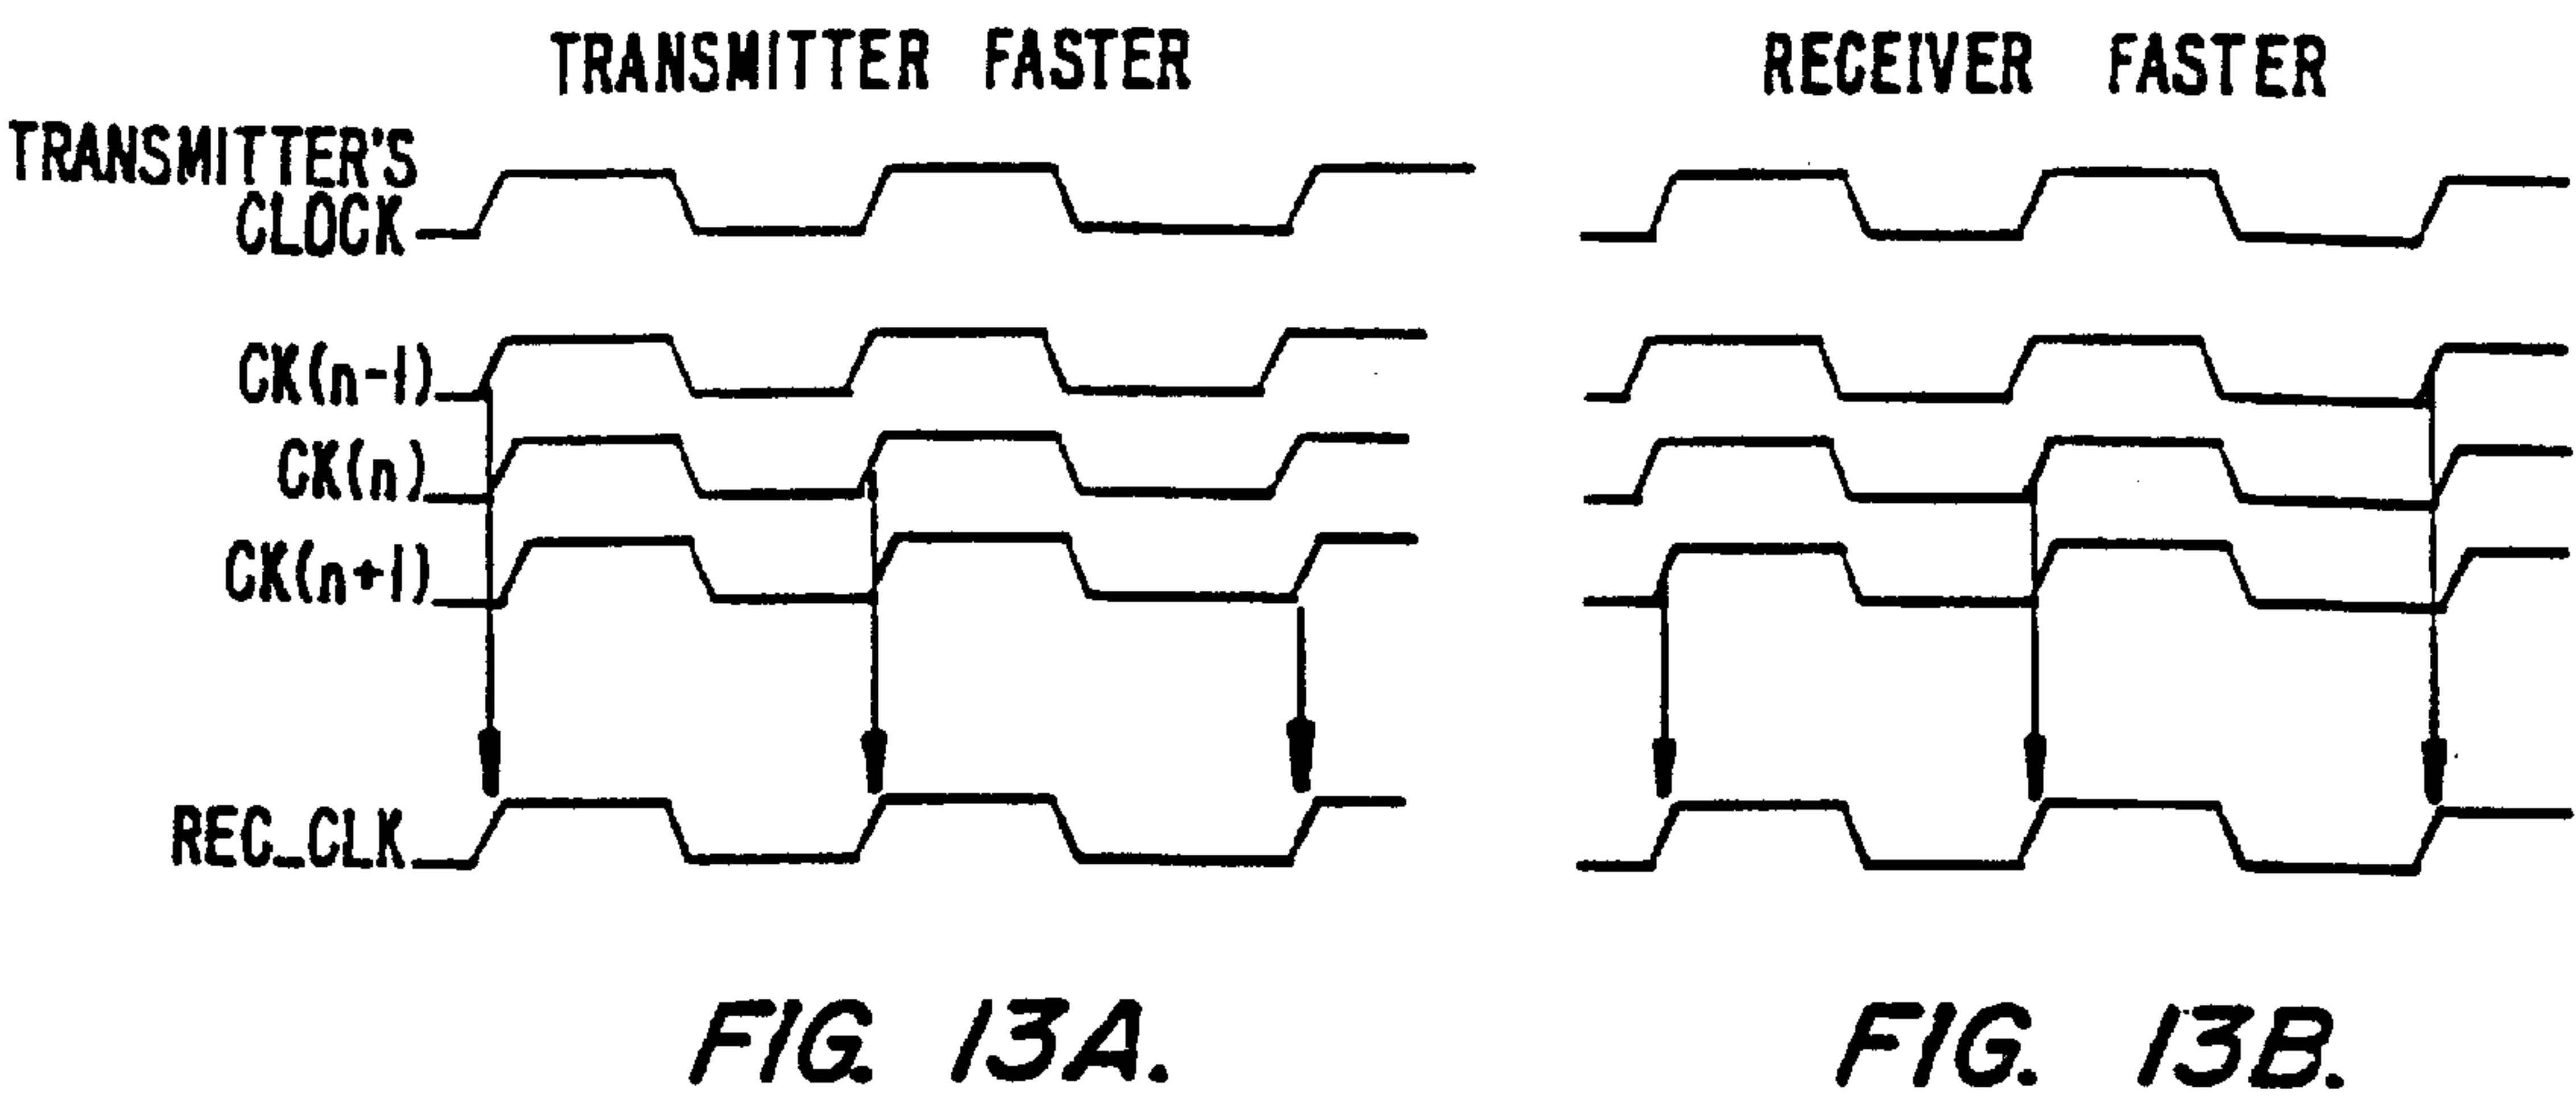 TRANSMITTER FASTER
RECEIVER FASTER
TRANSMITTER'S
CLOCK
CK(n-1)
CK(n)
CK(n+1)
REC_CLK
FIG. 13A.
FIG. 13B.